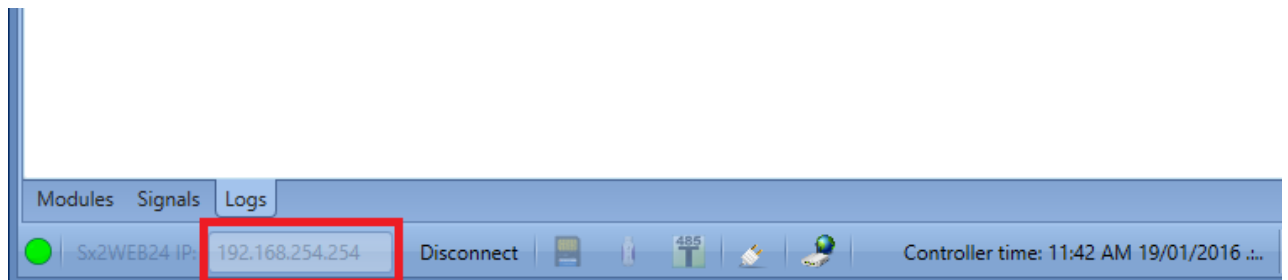 Modules Signals Logs
Sx2WEB24 IP: 192.168.254.254 Disconnect 485 Controller time: 11:42 AM 19/01/2016 .:..